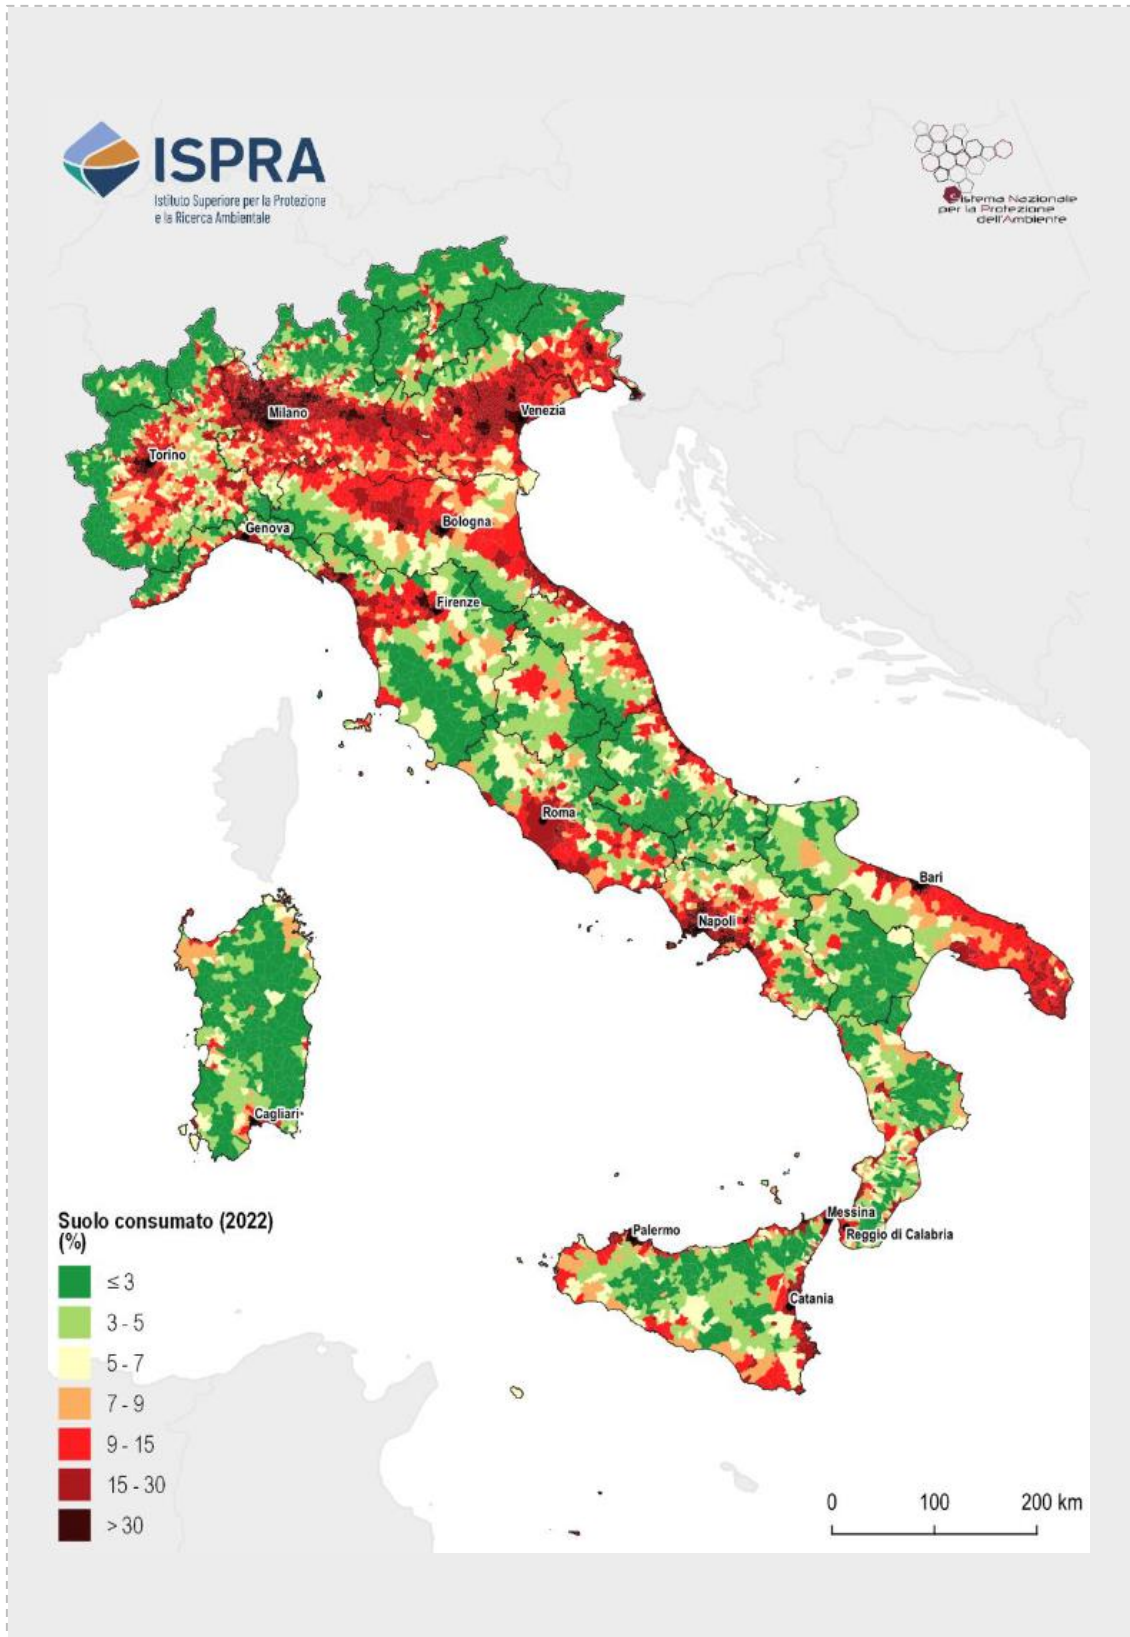 ISPRA
Istituto Superiore per la Protezione
e la Ricerca Ambientale
Sistema Nazionale
per la Protezione
dell'Ambiente
Milano
Venezia
Torino
Genova
Bologna
Firenze
Roma
Bari
Napoli
Cagliari
Messina
Palermo
Reggio di Calabria
Catania
Suolo consumato (2022)
(%)
≤ 3
3 - 5
5 - 7
7 - 9
9 - 15
15 - 30
> 30
0 100 200 km